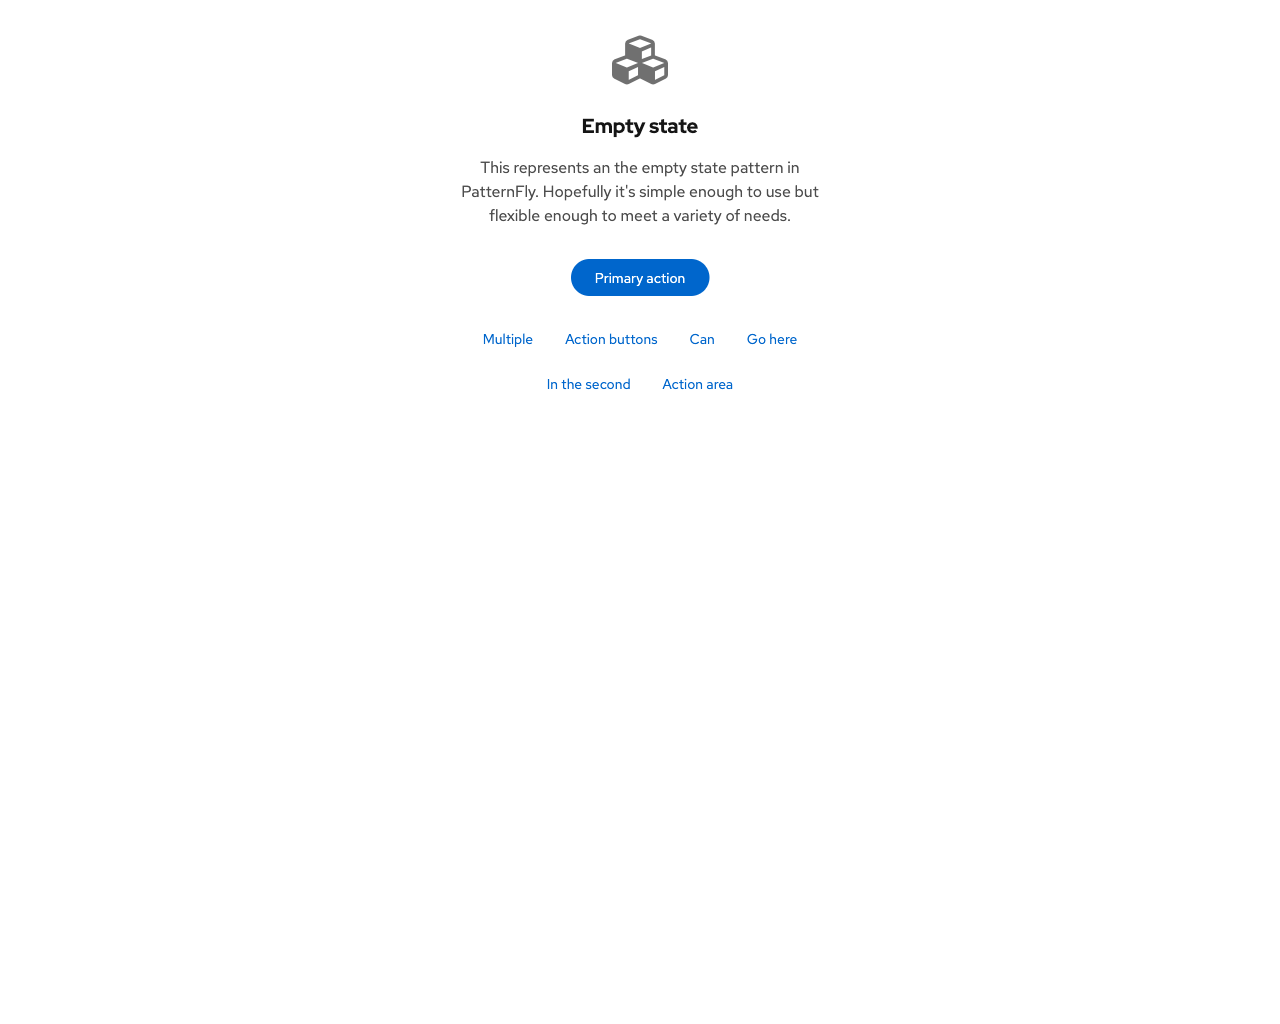 Empty state
This represents an the empty state pattern in
PatternFly. Hopefully it's simple enough to use but
flexible enough to meet a variety of needs.
Primary action
Multiple Action buttons Can Go here
In the second Action area